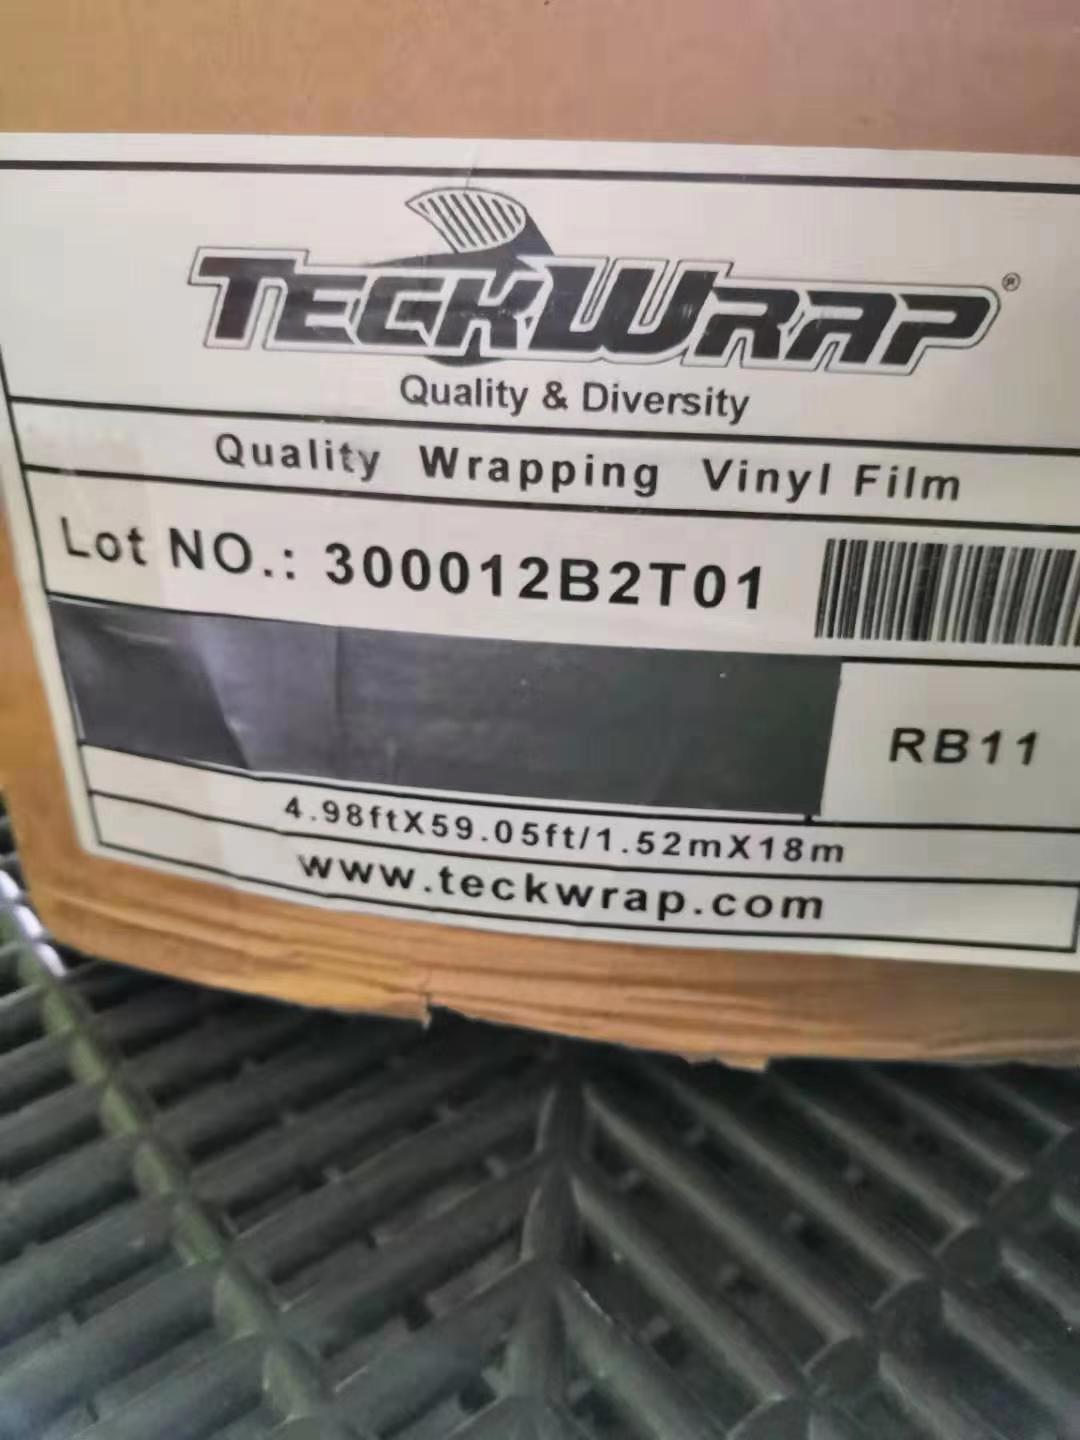 TECKWRAP®
Quality & Diversity
Quality Wrapping Vinyl Film
Lot NO.: 300012B2T01
RB11
4.98ftX59.05ft/1.52mX18m
www.teckwrap.com